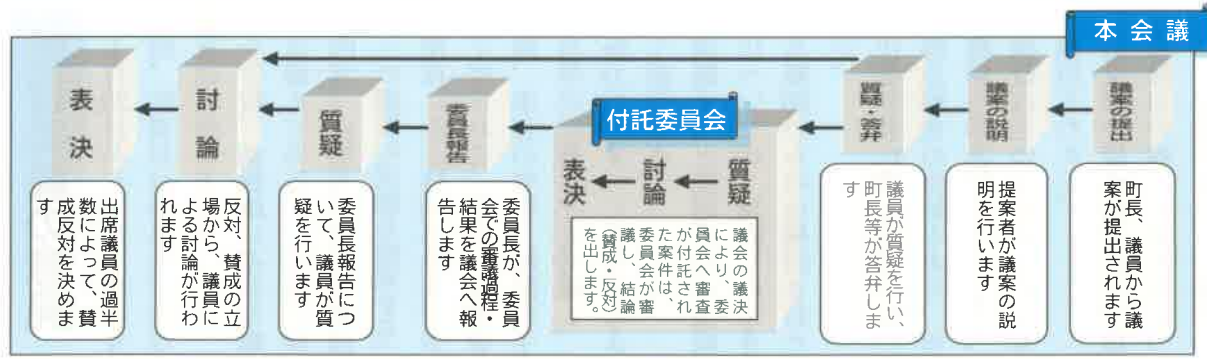 本会議
議案の提出
町長、議員から議
案が提出されます
議案の説明
提案者が議案の説
明を行います
質疑・答弁
議員が質疑を行い、
町長等が答弁しま
す
付託委員会
質疑
討論
表決
議会の議決
により、委
員会へ審査
が付託され
た案件は、
委員会が審
議し、結論
(賛成・反対)
を出します。
委員長報告
委員長が、委員
会での審議過程・
結果を議会へ報
告します
質疑
委員長報告につ
いて、議員が質
疑を行います
討論
反対、賛成の立
場から、議員に
よる討論が行わ
れます
表決
出席議員の過半
数によって、賛
成反対を決めま
す